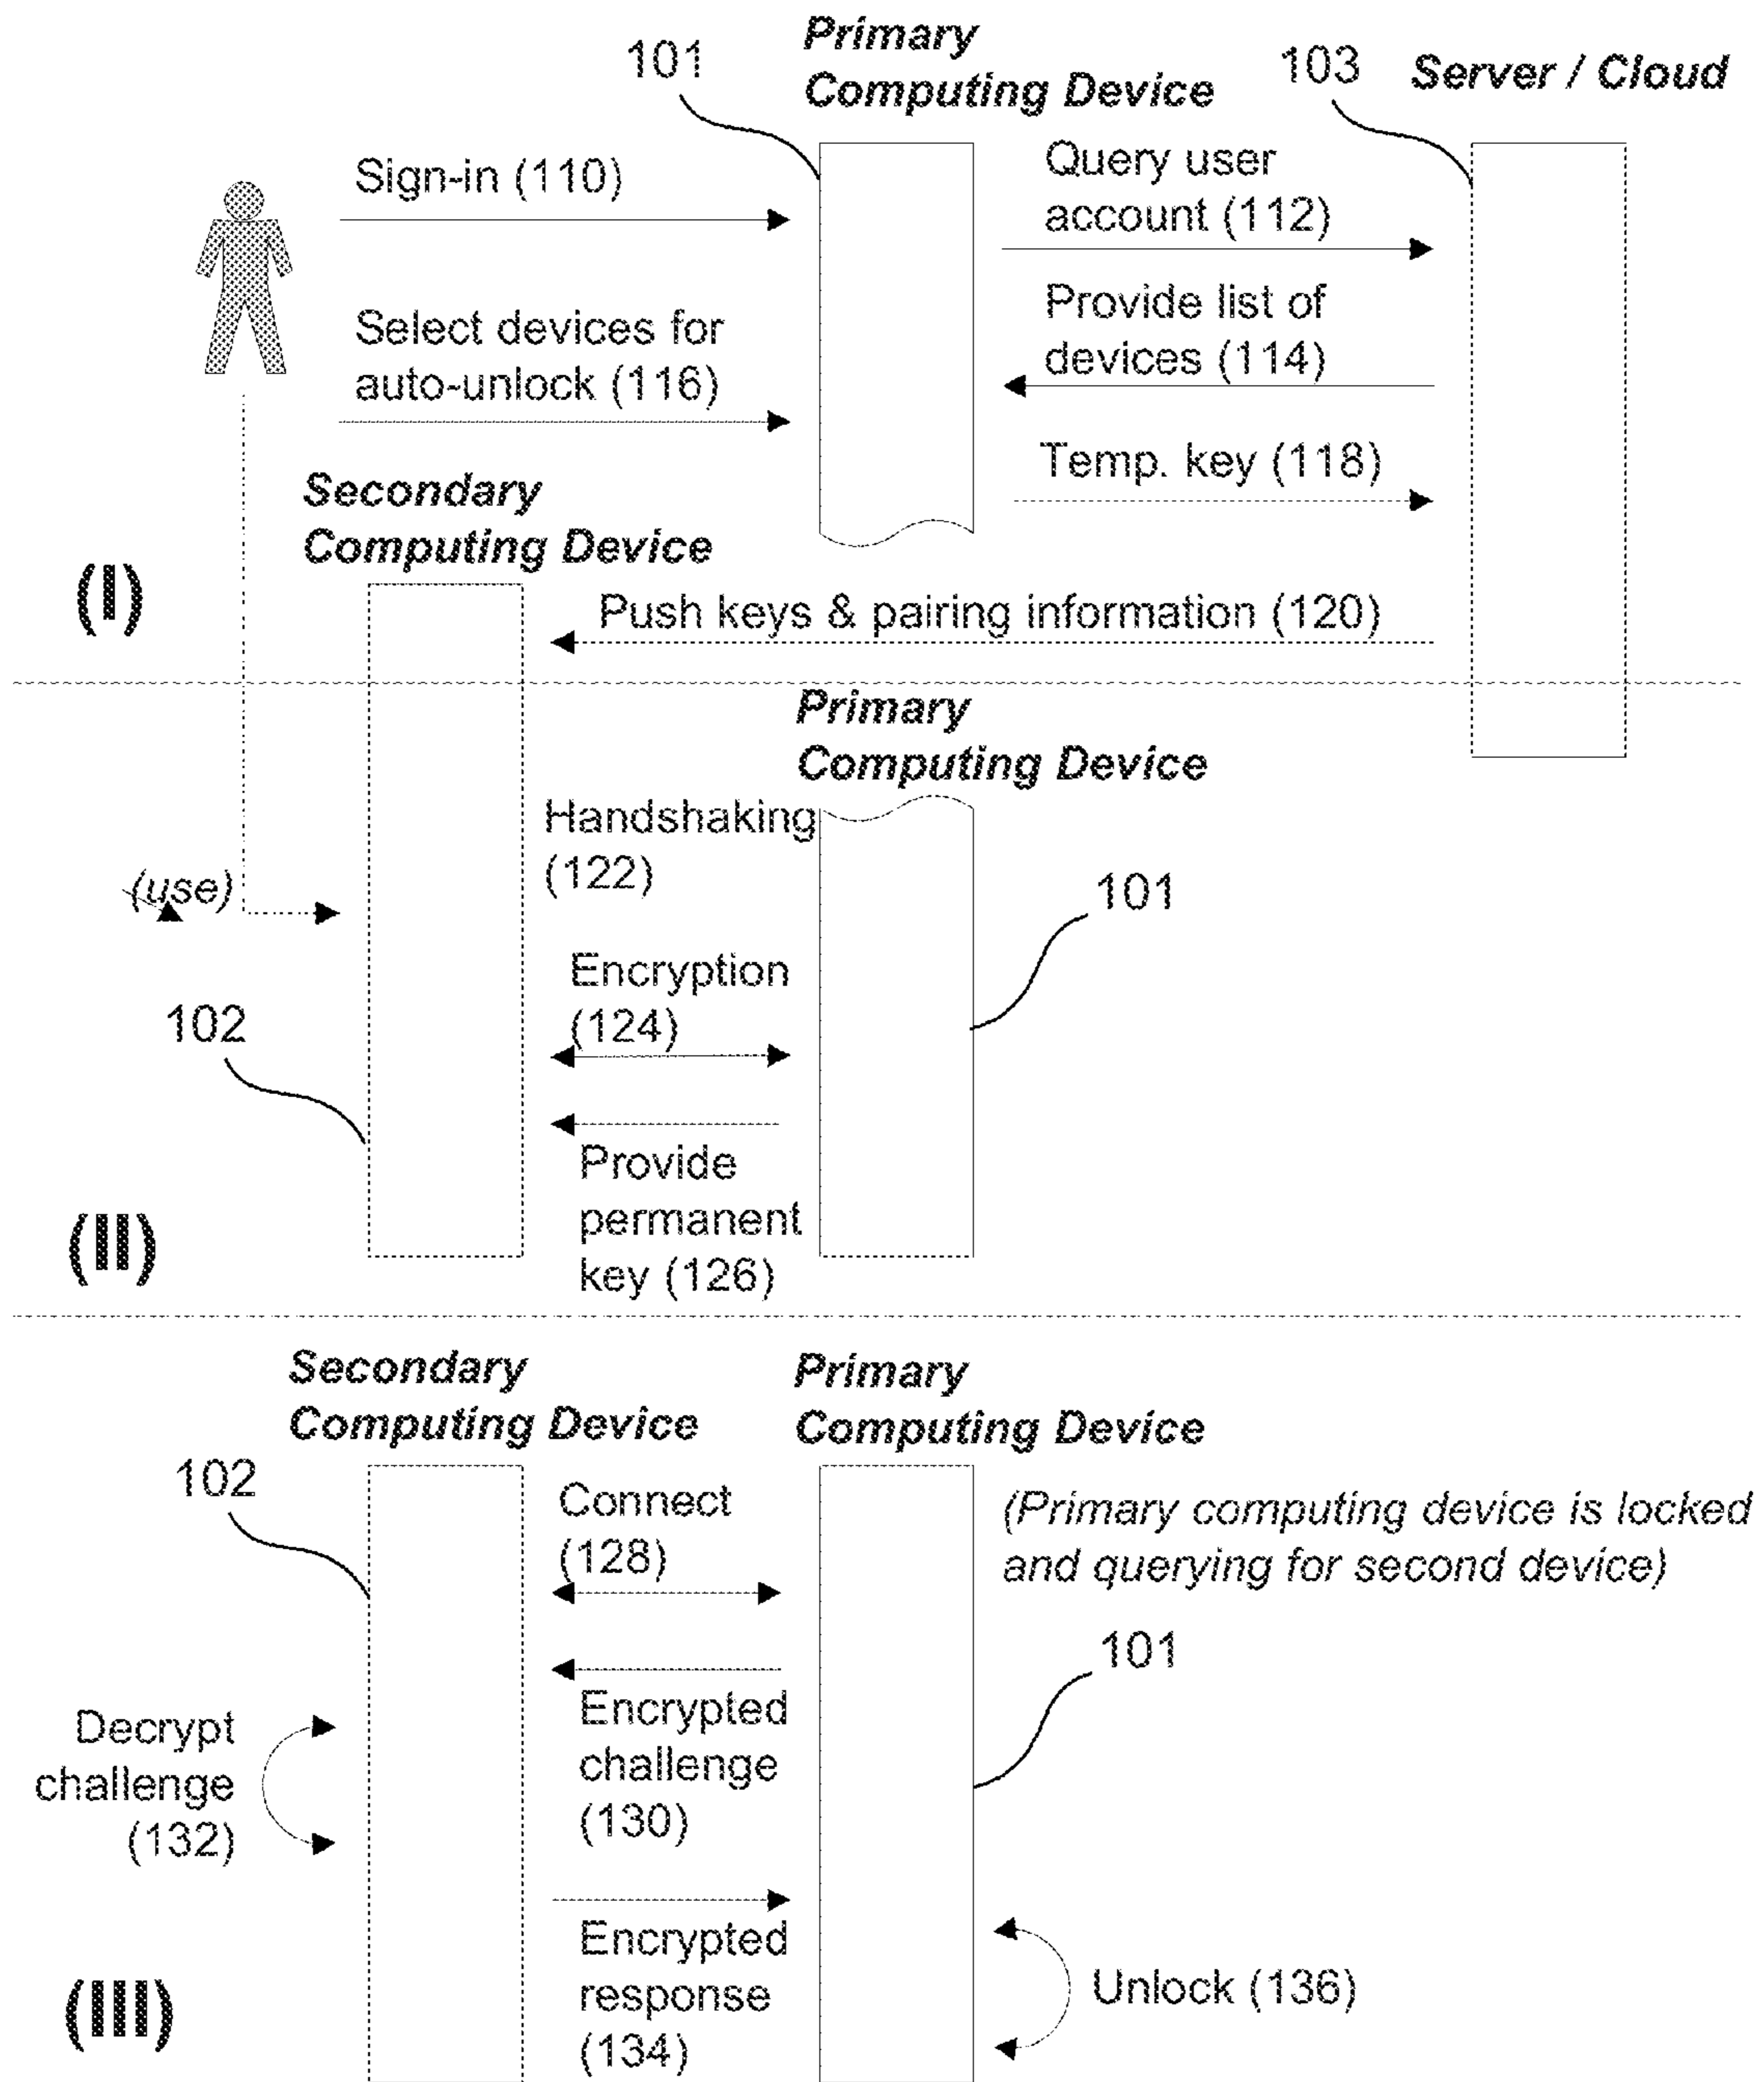 Primary
Computing Device
101
103
Server / Cloud
Sign-in (110)
Query user
account (112)
Provide list of
devices (114)
Select devices for
auto-unlock (116)
Temp. key (118)
Secondary
Computing Device
(I)
Push keys & pairing information (120)
Primary
Computing Device
Handshaking
(122)
(use)
101
Encryption
(124)
102
Provide
permanent
key (126)
(II)
Secondary
Computing Device
Primary
Computing Device
102
Connect
(128)
(Primary computing device is locked
and querying for second device)
101
Encrypted
challenge
(130)
Decrypt
challenge
(132)
Encrypted
response
(134)
Unlock (136)
(III)